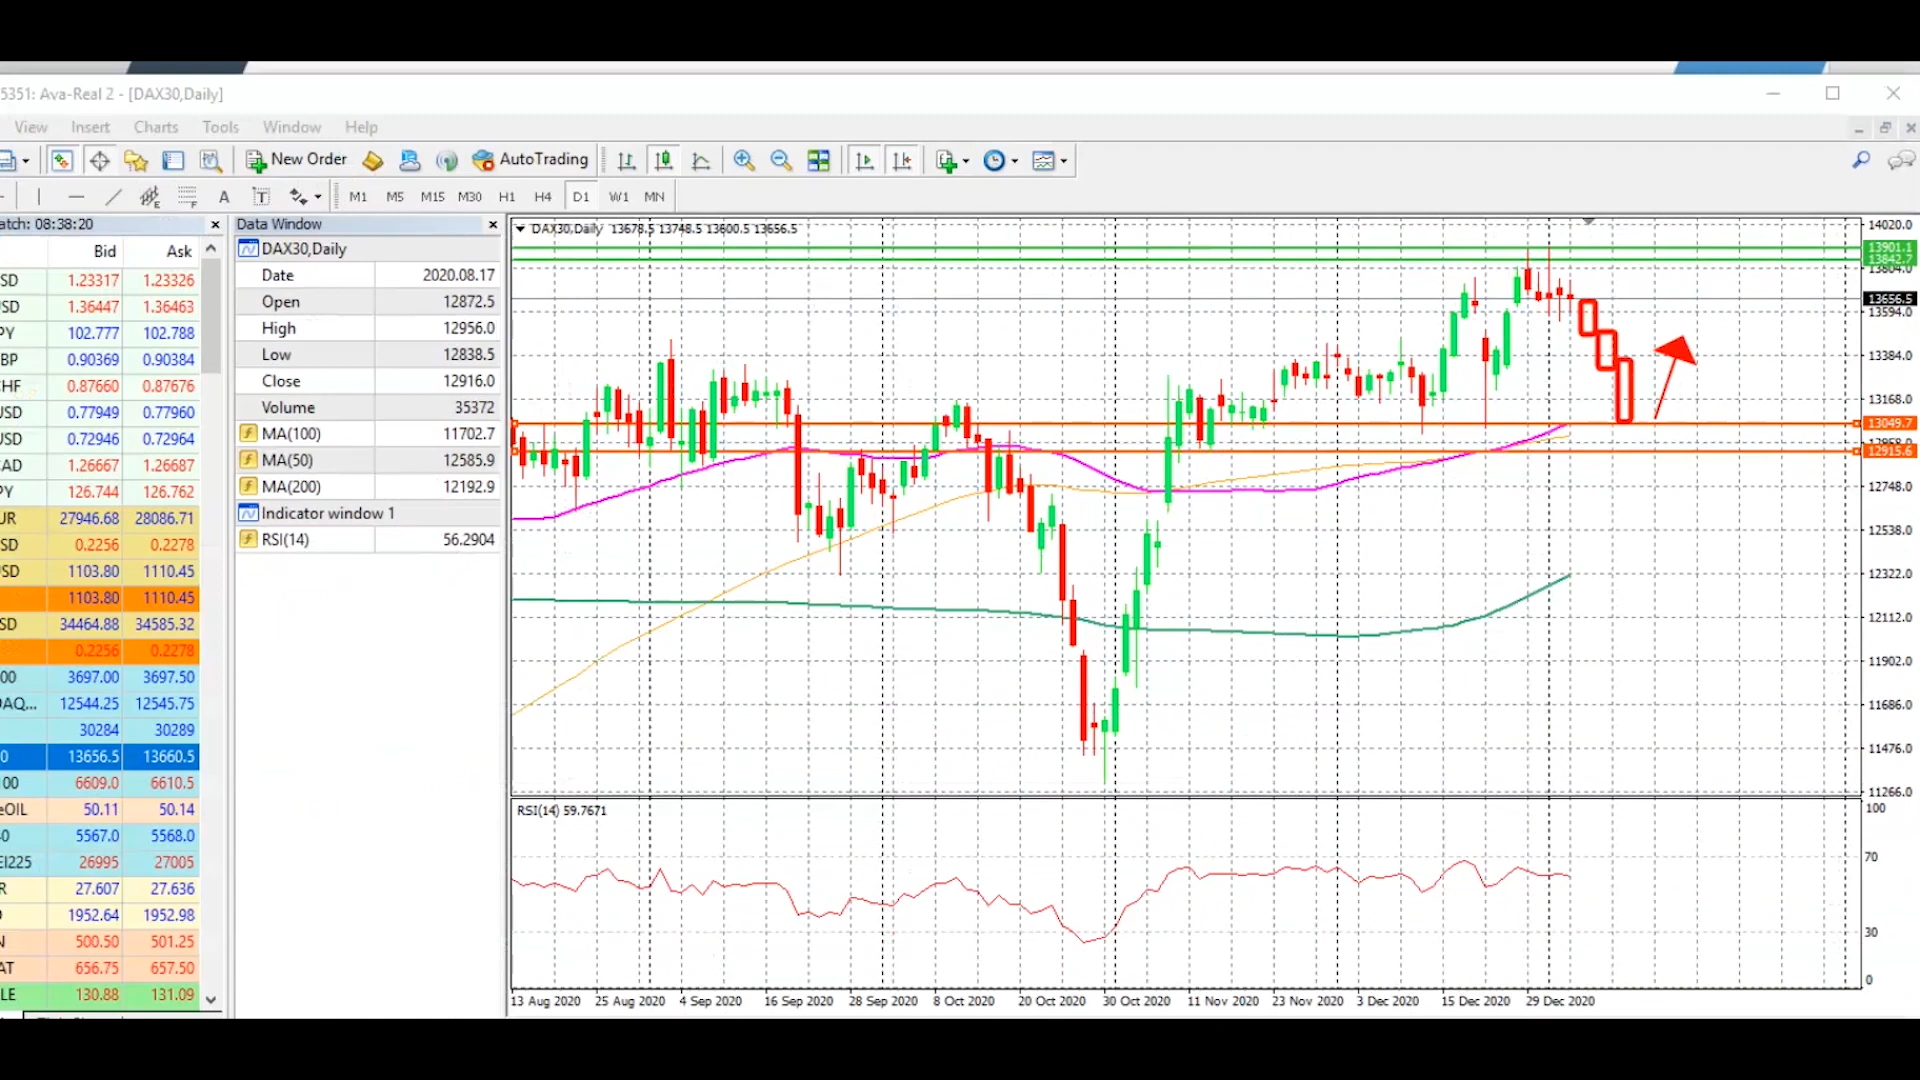 5351: Ava-Real 2 - [DAX30,Daily]
View Insert Charts Tools Window Help
New Order AutoTrading
A T M1 M5 M15 M30 H1 H4 D1 W1 MN
atch: 08:38:20
Bid Ask
SD 1.23317 1.23326
SD 1.36447 1.36463
PY 102.777 102.788
BP 0.90369 0.90384
CHF 0.87660 0.87676
USD 0.77949 0.77960
SD 0.72946 0.72964
CAD 1.26667 1.26687
PY 126.744 126.762
UR 27946.68 28086.71
SD 0.2256 0.2278
USD 1103.80 1110.45
1103.80 1110.45
SD 34464.88 34585.32
0.2256 0.2278
00 3697.00 3697.50
DAQ... 12544.25 12545.75
30284 30289
0 13656.5 13660.5
100 6609.0 6610.5
eOIL 50.11 50.14
40 5567.0 5568.0
EI225 26995 27005
R 27.607 27.636
1952.64 1952.98
N 500.50 501.25
AT 656.75 657.50
LE 130.88 131.09
Data Window
DAX30,Daily
Date 2020.08.17
Open 12872.5
High 12956.0
Low 12838.5
Close 12916.0
Volume 35372
MA(100) 11702.7
MA(50) 12585.9
MA(200) 12192.9
Indicator window 1
RSI(14) 56.2904
DAX30,Daily 13678.5 13748.5 13600.5 13656.5
14020.0
13901.1
13842.7
13804.0
13656.5
13594.0
13384.0
13168.0
13049.7
12958.0
12915.6
12748.0
12538.0
12322.0
12112.0
11902.0
11686.0
11476.0
11266.0
RSI(14) 59.7671
100
70
30
0
13 Aug 2020 25 Aug 2020 4 Sep 2020 16 Sep 2020 28 Sep 2020 8 Oct 2020 20 Oct 2020 30 Oct 2020 11 Nov 2020 23 Nov 2020 3 Dec 2020 15 Dec 2020 29 Dec 2020